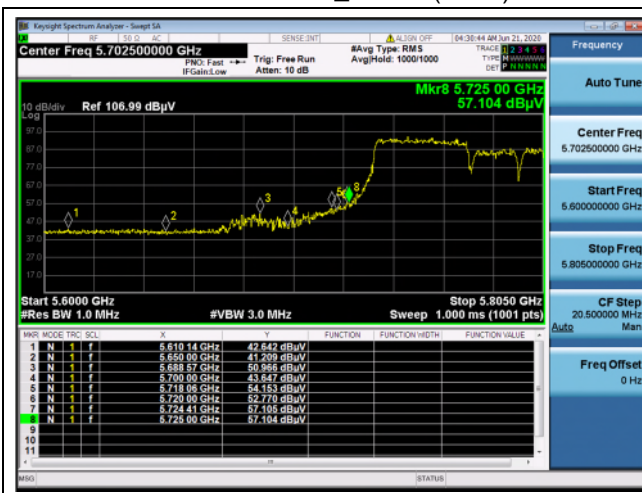 Keysight Spectrum Analyzer - Swept SA
RF 50 Ω AC SENSE:INT ALIGN OFF 04:30:44 AM Jun 21, 2020
Center Freq 5.702500000 GHz
PNO: Fast
IFGain:Low
Trig: Free Run
Atten: 10 dB
#Avg Type: RMS
Avg|Hold: 1000/1000
TRACE 1 2 3 4 5 6
TYPE M WWWWW
DET P N N N N N
Mkr8 5.725 00 GHz
57.104 dBµV
10 dB/div Ref 106.99 dBµV
Log
97.0
87.0
77.0
67.0
57.0
47.0
37.0
27.0
17.0
1
2
3
4
5
6
8
Start 5.6000 GHz Stop 5.8050 GHz
#Res BW 1.0 MHz #VBW 3.0 MHz Sweep 1.000 ms (1001 pts)
MKR MODE TRC SCL X Y FUNCTION FUNCTION WIDTH FUNCTION VALUE
1 N 1 f 5.610 14 GHz 42.642 dBµV
2 N 1 f 5.650 00 GHz 41.209 dBµV
3 N 1 f 5.688 57 GHz 50.966 dBµV
4 N 1 f 5.700 00 GHz 43.647 dBµV
5 N 1 f 5.718 06 GHz 54.153 dBµV
6 N 1 f 5.720 00 GHz 52.770 dBµV
7 N 1 f 5.724 41 GHz 57.105 dBµV
8 N 1 f 5.725 00 GHz 57.104 dBµV
9
10
11
MSG STATUS
Frequency
Auto Tune
Center Freq
5.702500000 GHz
Start Freq
5.600000000 GHz
Stop Freq
5.805000000 GHz
CF Step
20.500000 MHz
Auto Man
Freq Offset
0 Hz